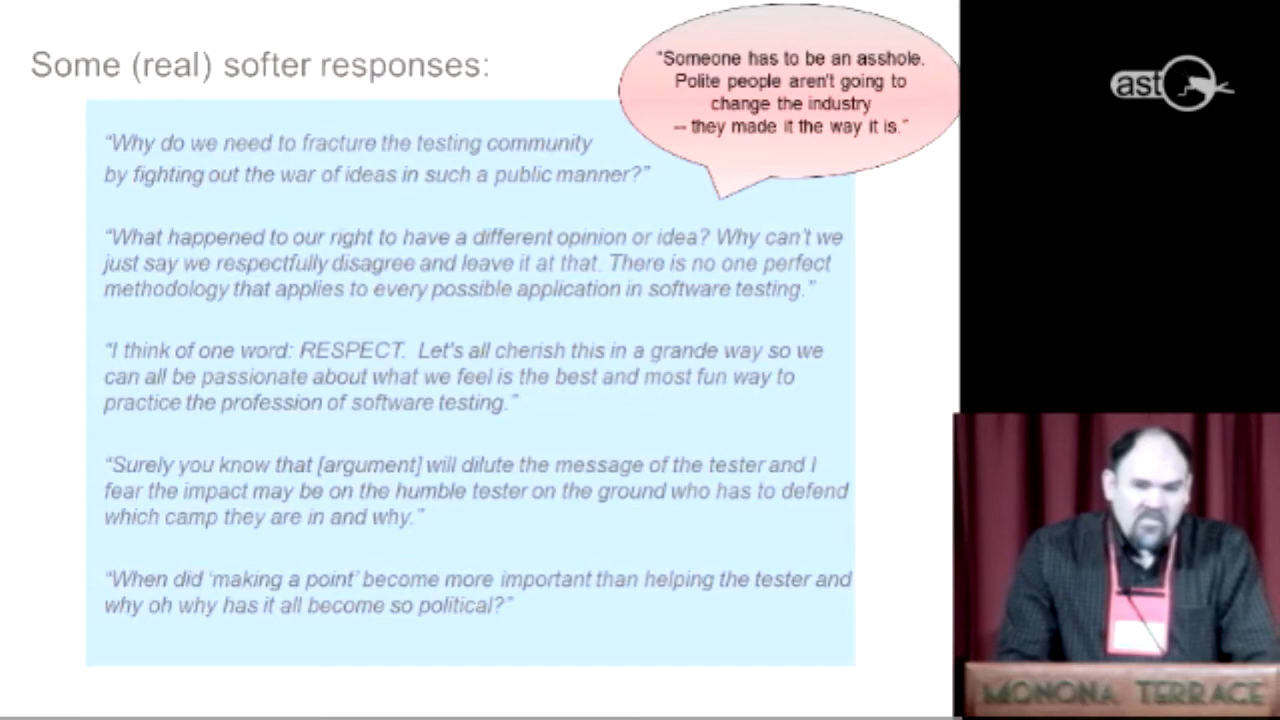 Some (real) softer responses:
"Someone has to be an asshole.
Polite people aren't going to
change the industry
-- they made it the way it is."
ast
"Why do we need to fracture the testing community
by fighting out the war of ideas in such a public manner?"
"What happened to our right to have a different opinion or idea? Why can't we
just say we respectfully disagree and leave it at that. There is no one perfect
methodology that applies to every possible application in software testing."
"I think of one word: RESPECT. Let's all cherish this in a grande way so we
can all be passionate about what we feel is the best and most fun way to
practice the profession of software testing."
"Surely you know that [argument] will dilute the message of the tester and I
fear the impact may be on the humble tester on the ground who has to defend
which camp they are in and why."
"When did 'making a point' become more important than helping the tester and
why oh why has it all become so political?"
MONONA TERRACE